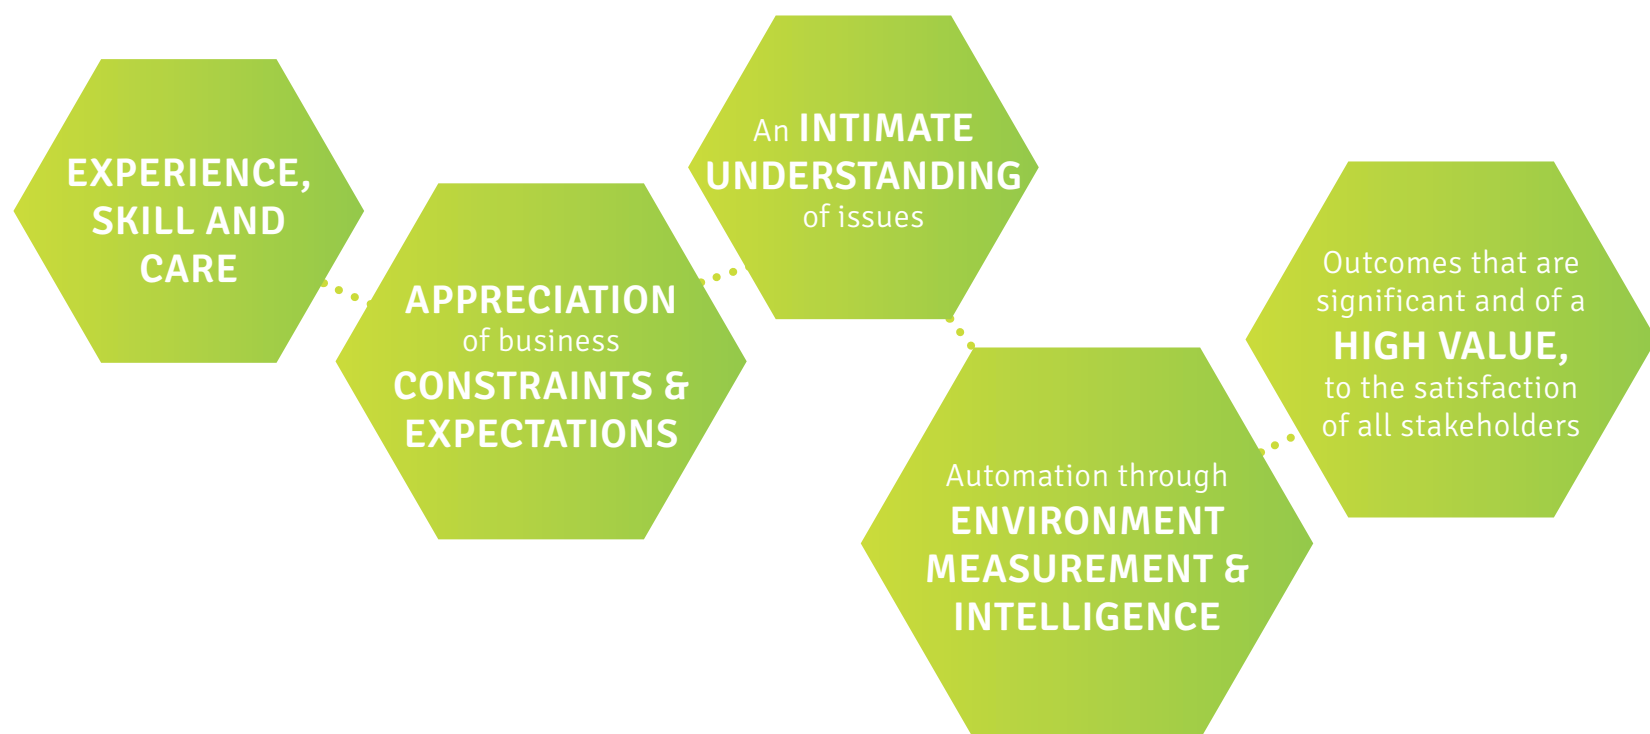 EXPERIENCE,
SKILL AND
CARE
APPRECIATION
of business
CONSTRAINTS &
EXPECTATIONS
An INTIMATE
UNDERSTANDING
of issues
Automation through
ENVIRONMENT
MEASUREMENT &
INTELLIGENCE
Outcomes that are
significant and of a
HIGH VALUE,
to the satisfaction
of all stakeholders